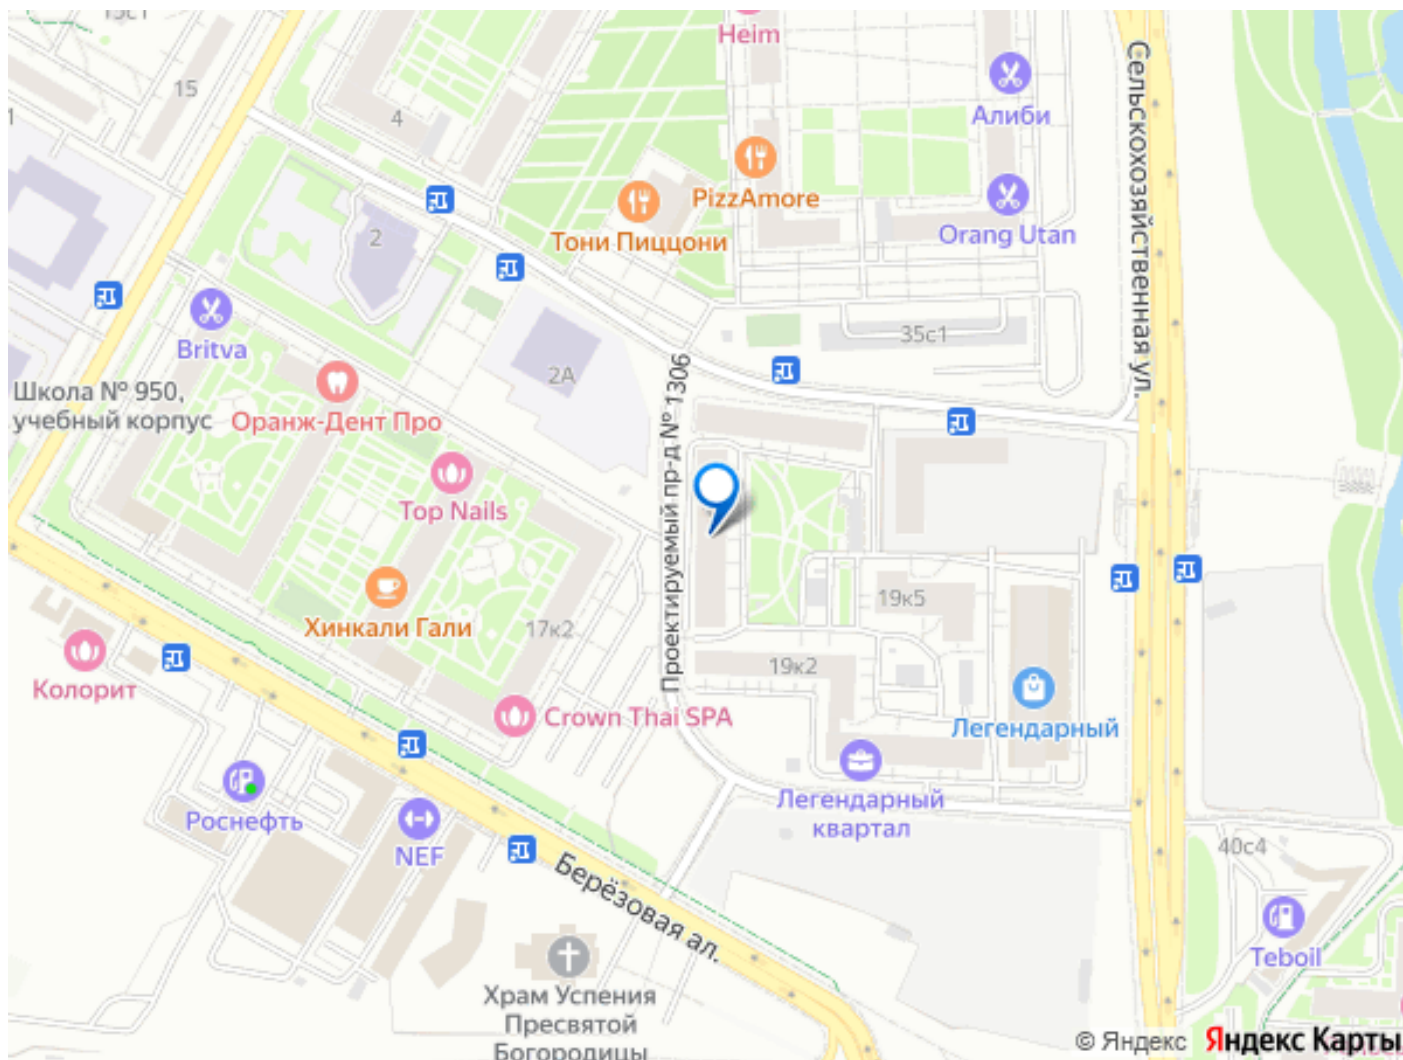 15с1
Heim
15
4
Алиби
Сельскохозяйственная ул.
1
PizzAmore
Тони Пиццони
Orang Utan
2
Britva
35с1
2А
Школа № 950,
учебный корпус
Оранж-Дент Про
Проектируемый пр-д № 1306
Top Nails
19к5
Хинкали Гали
17к2
19к2
Колорит
Crown Thai SPA
Легендарный
Роснефть
Легендарный
квартал
NEF
40с4
Берёзовая ал.
Teboil
Храм Успения
Пресвятой
Богородицы
© Яндекс Яндекс Карты